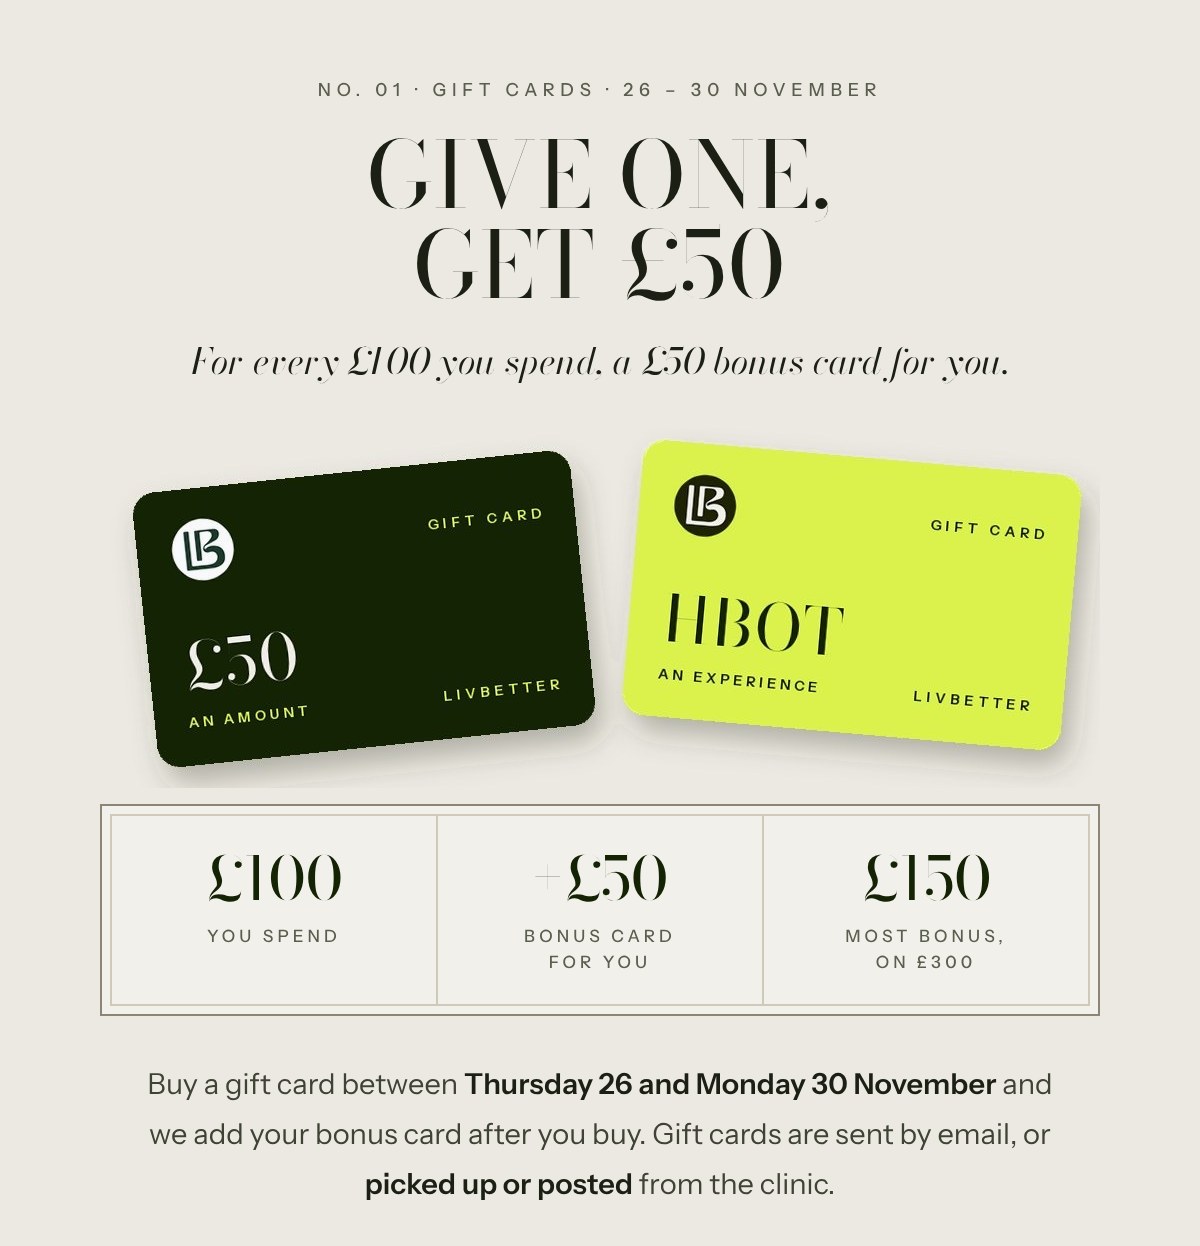 NO. 01 · GIFT CARDS · 26 – 30 NOVEMBER
GIVE ONE,
GET £50
For every £100 you spend, a £50 bonus card for you.
LB
GIFT CARD
£50
AN AMOUNT
LIVBETTER
LB
GIFT CARD
HBOT
AN EXPERIENCE
LIVBETTER
£100
YOU SPEND
+£50
BONUS CARD
FOR YOU
£150
MOST BONUS,
ON £300
Buy a gift card between Thursday 26 and Monday 30 November and
we add your bonus card after you buy. Gift cards are sent by email, or
picked up or posted from the clinic.